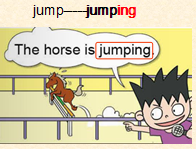 jump-----jumping
The horse is jumping.